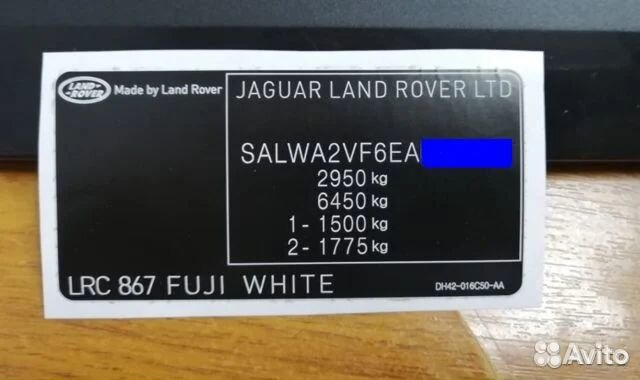 LAND
ROVER
Made by Land Rover
JAGUAR LAND ROVER LTD
SALWA2VF6EA
2950 kg
6450 kg
1- 1500 kg
2- 1775 kg
LRC 867 FUJI WHITE
DH42-016C50-AA
Avito